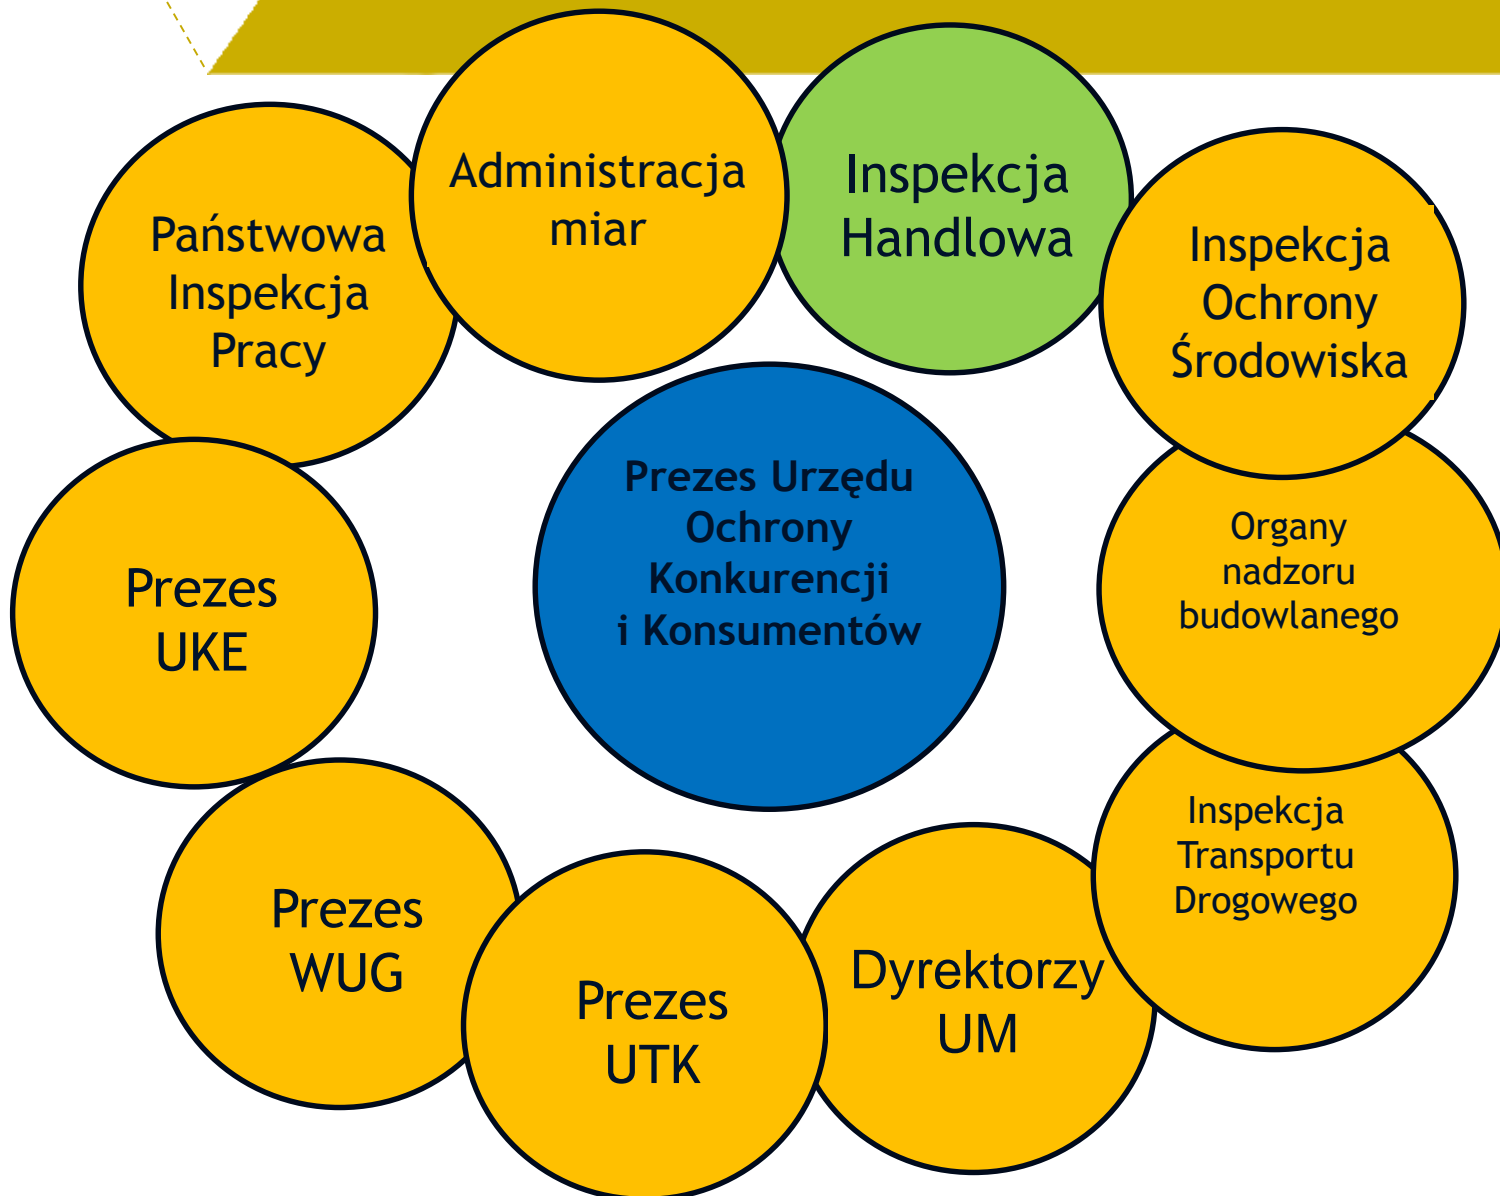 Administracja
miar
Inspekcja
Handlowa
Państwowa
Inspekcja
Pracy
Inspekcja
Ochrony
Środowiska
Prezes Urzędu
Ochrony
Konkurencji
i Konsumentów
Organy
nadzoru
budowlanego
Prezes
UKE
Inspekcja
Transportu
Drogowego
Prezes
WUG
Prezes
UTK
Dyrektorzy
UM